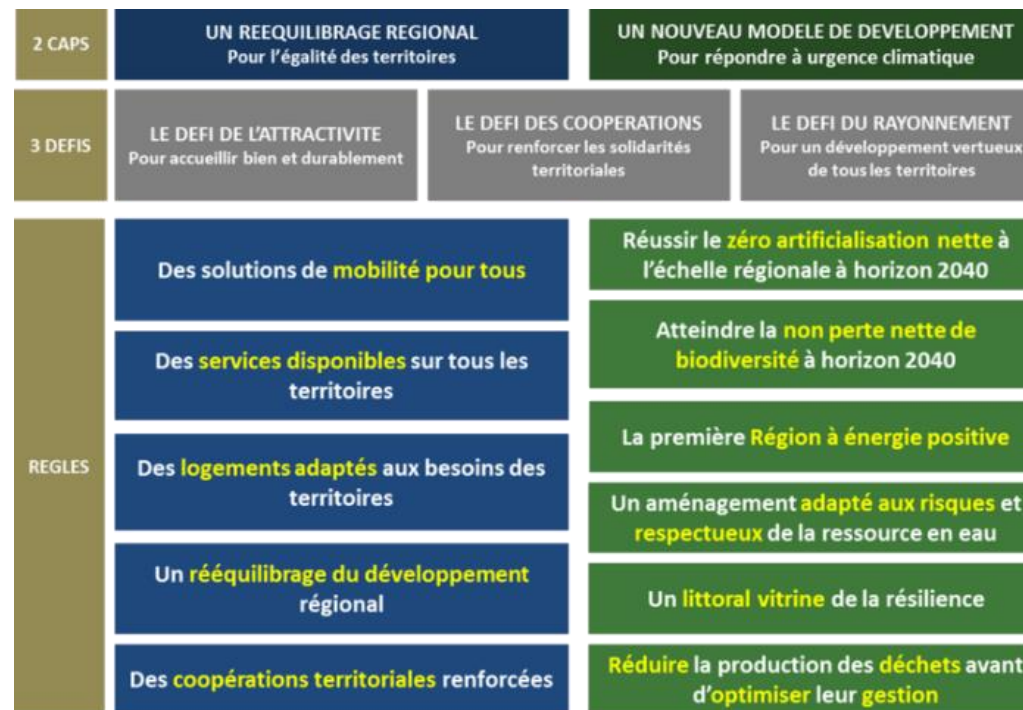 2 CAPS
UN REEQUILIBRAGE REGIONAL
Pour l'égalité des territoires
UN NOUVEAU MODELE DE DEVELOPPEMENT
Pour répondre à urgence climatique
3 DEFIS
LE DEFI DE L'ATTRACTIVITE
Pour accueillir bien et durablement
LE DEFI DES COOPERATIONS
Pour renforcer les solidarités
territoriales
LE DEFI DU RAYONNEMENT
Pour un développement vertueux
de tous les territoires
REGLES
Des solutions de mobilité pour tous
Des services disponibles sur tous les
territoires
Des logements adaptés aux besoins des
territoires
Un rééquilibrage du développement
régional
Des coopérations territoriales renforcées
Réussir le zéro artificialisation nette à
l'échelle régionale à horizon 2040
Atteindre la non perte nette de
biodiversité à horizon 2040
La première Région à énergie positive
Un aménagement adapté aux risques et
respectueux de la ressource en eau
Un littoral vitrine de la résilience
Réduire la production des déchets avant
d'optimiser leur gestion